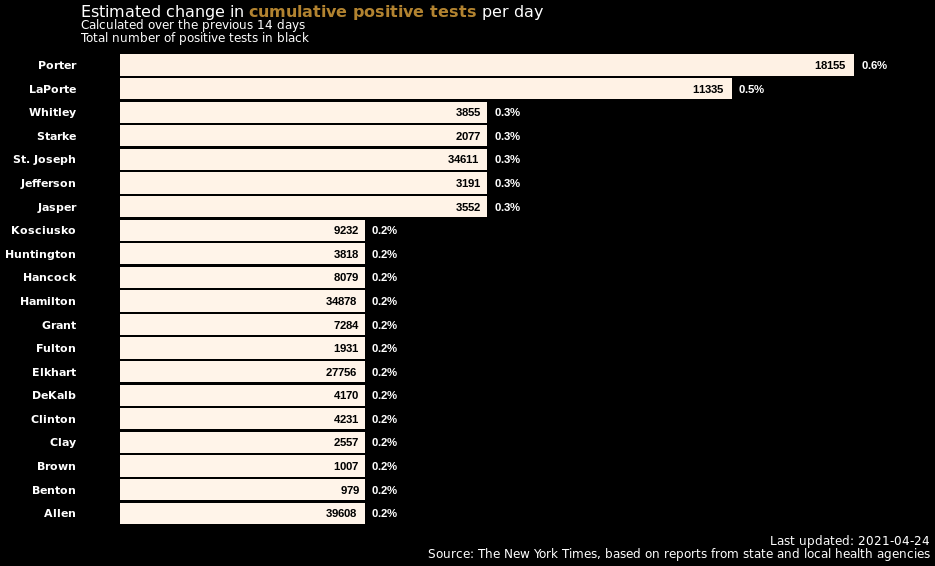 Estimated change in cumulative positive tests per day
Calculated over the previous 14 days
Total number of positive tests in black
Porter 18155 0.6%
LaPorte 11335 0.5%
Whitley 3855 0.3%
Starke 2077 0.3%
St. Joseph 34611 0.3%
Jefferson 3191 0.3%
Jasper 3552 0.3%
Kosciusko 9232 0.2%
Huntington 3818 0.2%
Hancock 8079 0.2%
Hamilton 34878 0.2%
Grant 7284 0.2%
Fulton 1931 0.2%
Elkhart 27756 0.2%
DeKalb 4170 0.2%
Clinton 4231 0.2%
Clay 2557 0.2%
Brown 1007 0.2%
Benton 979 0.2%
Allen 39608 0.2%
Last updated: 2021-04-24
Source: The New York Times, based on reports from state and local health agencies